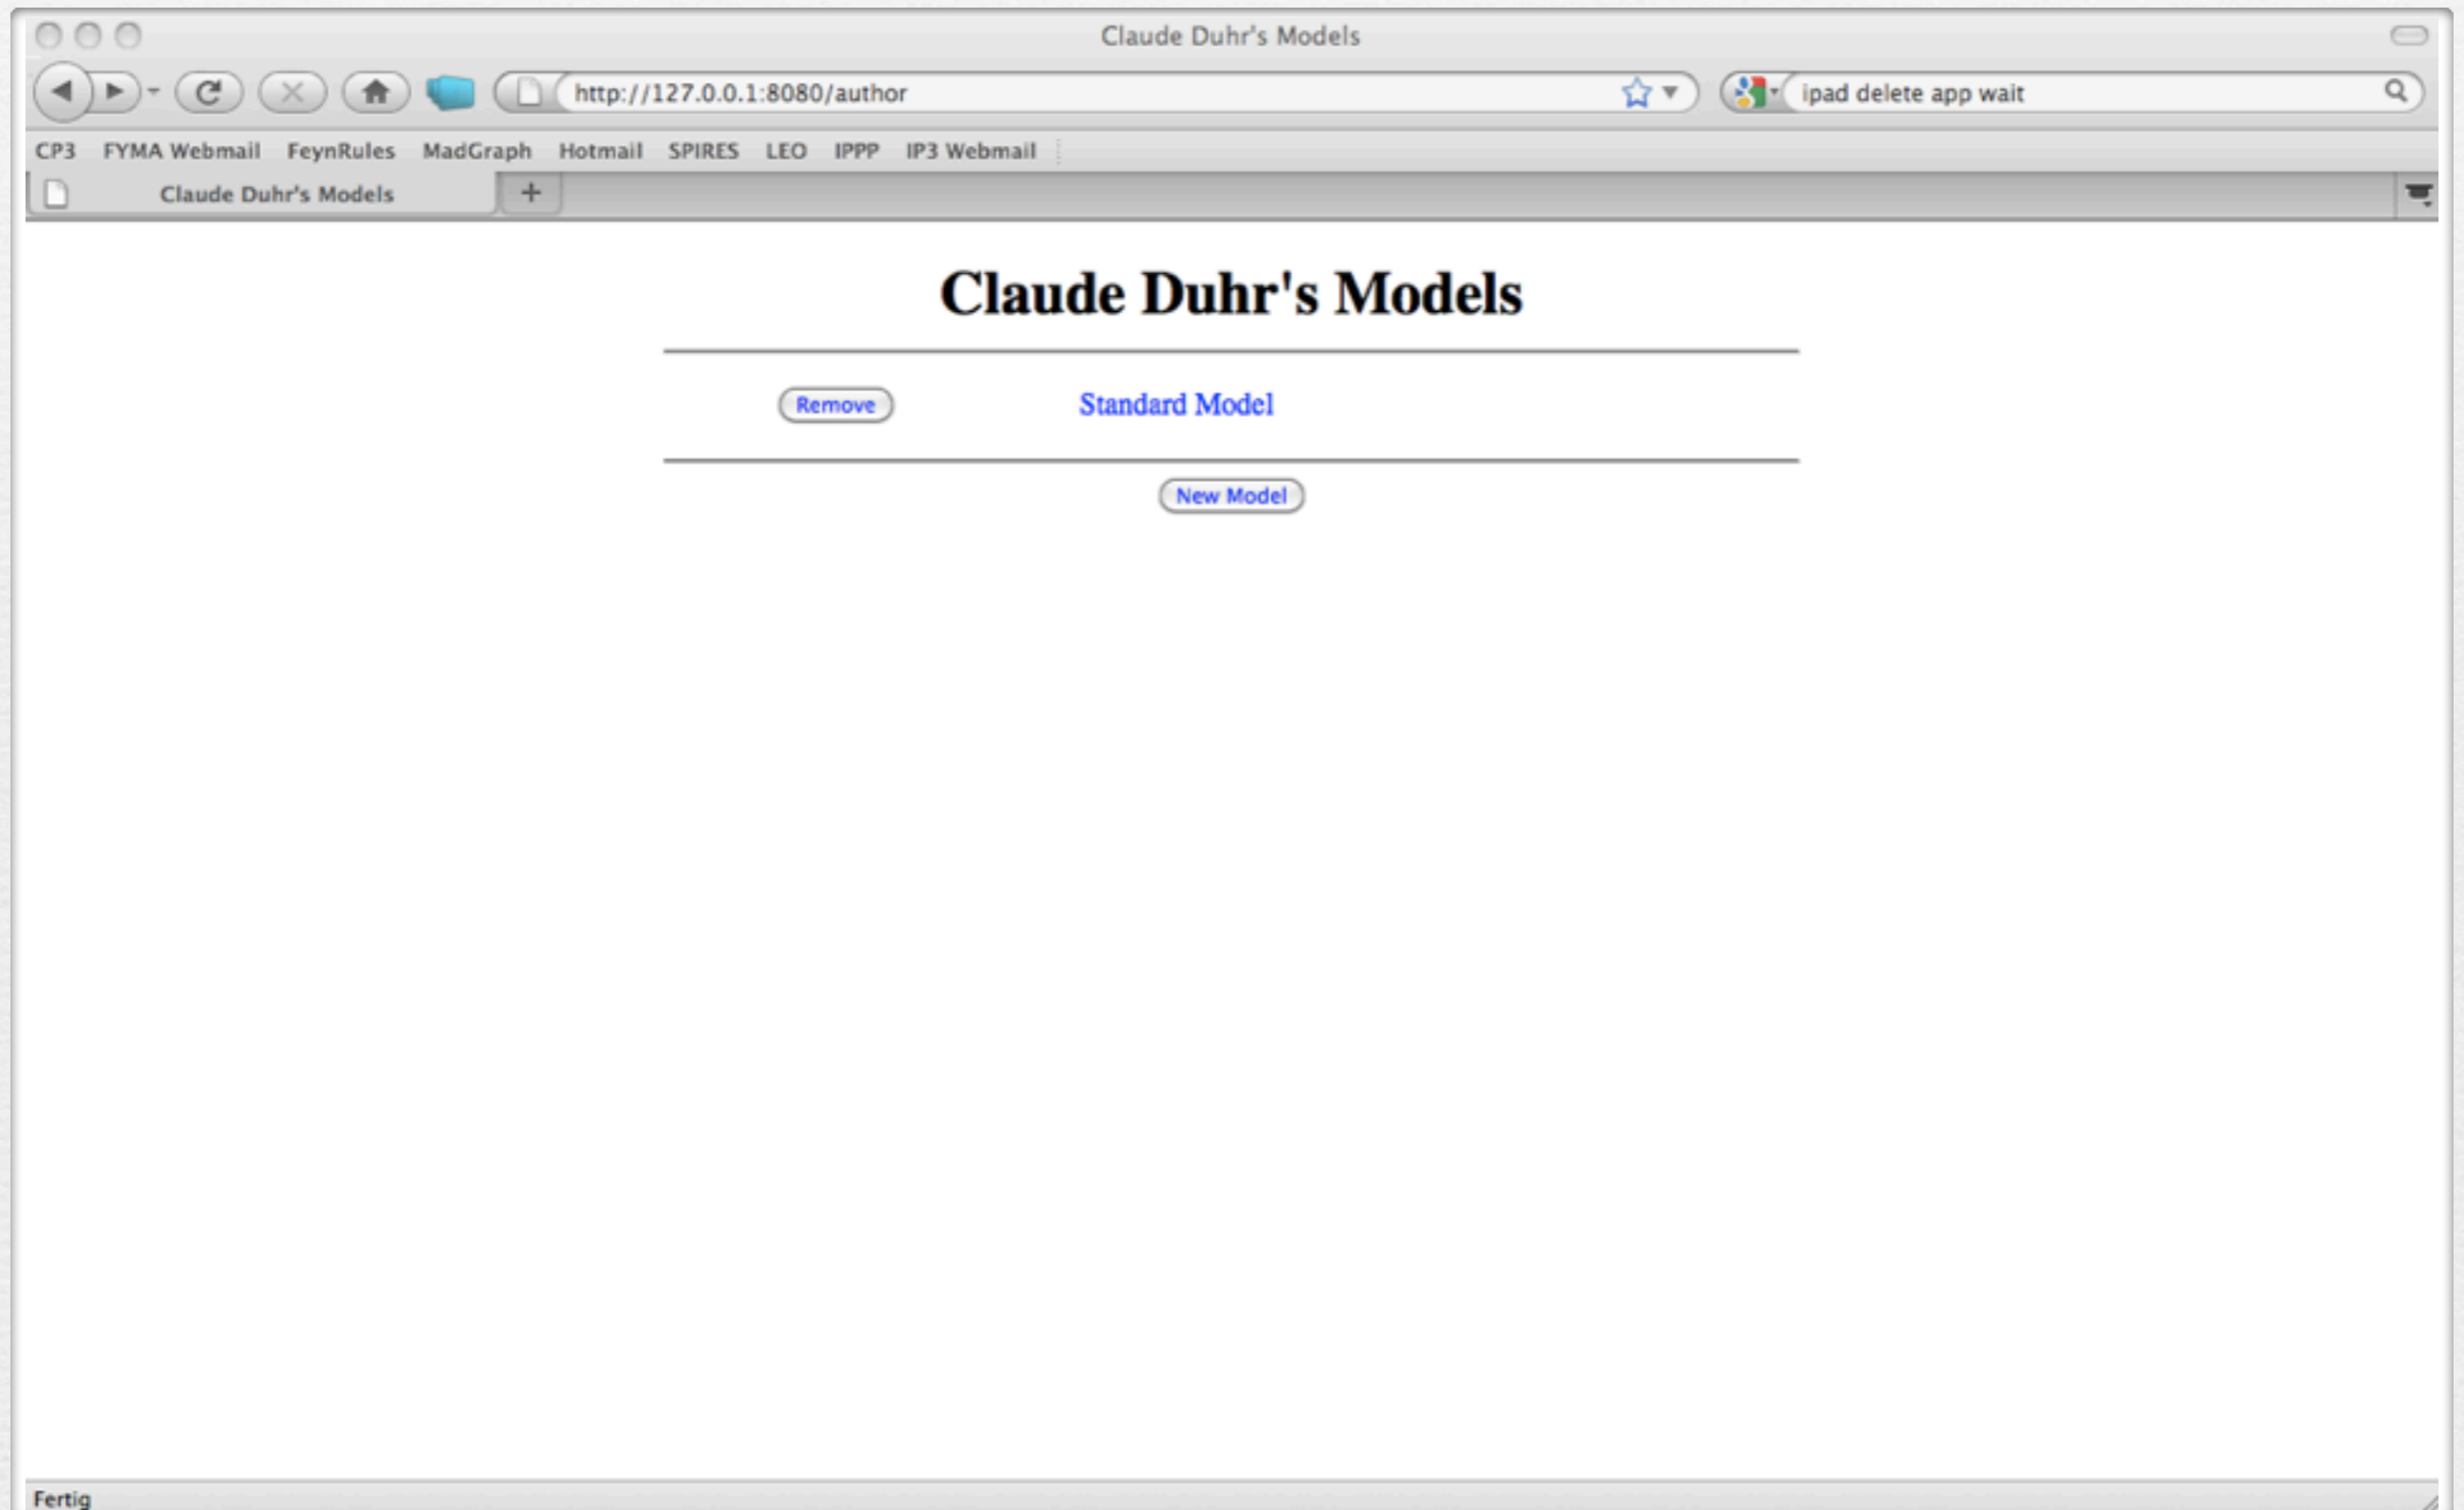 Claude Duhr's Models
http://127.0.0.1:8080/author ipad delete app wait
CP3 FYMA Webmail FeynRules MadGraph Hotmail SPIRES LEO IPPP IP3 Webmail
Claude Duhr's Models +
Claude Duhr's Models
Remove Standard Model
New Model
Fertig